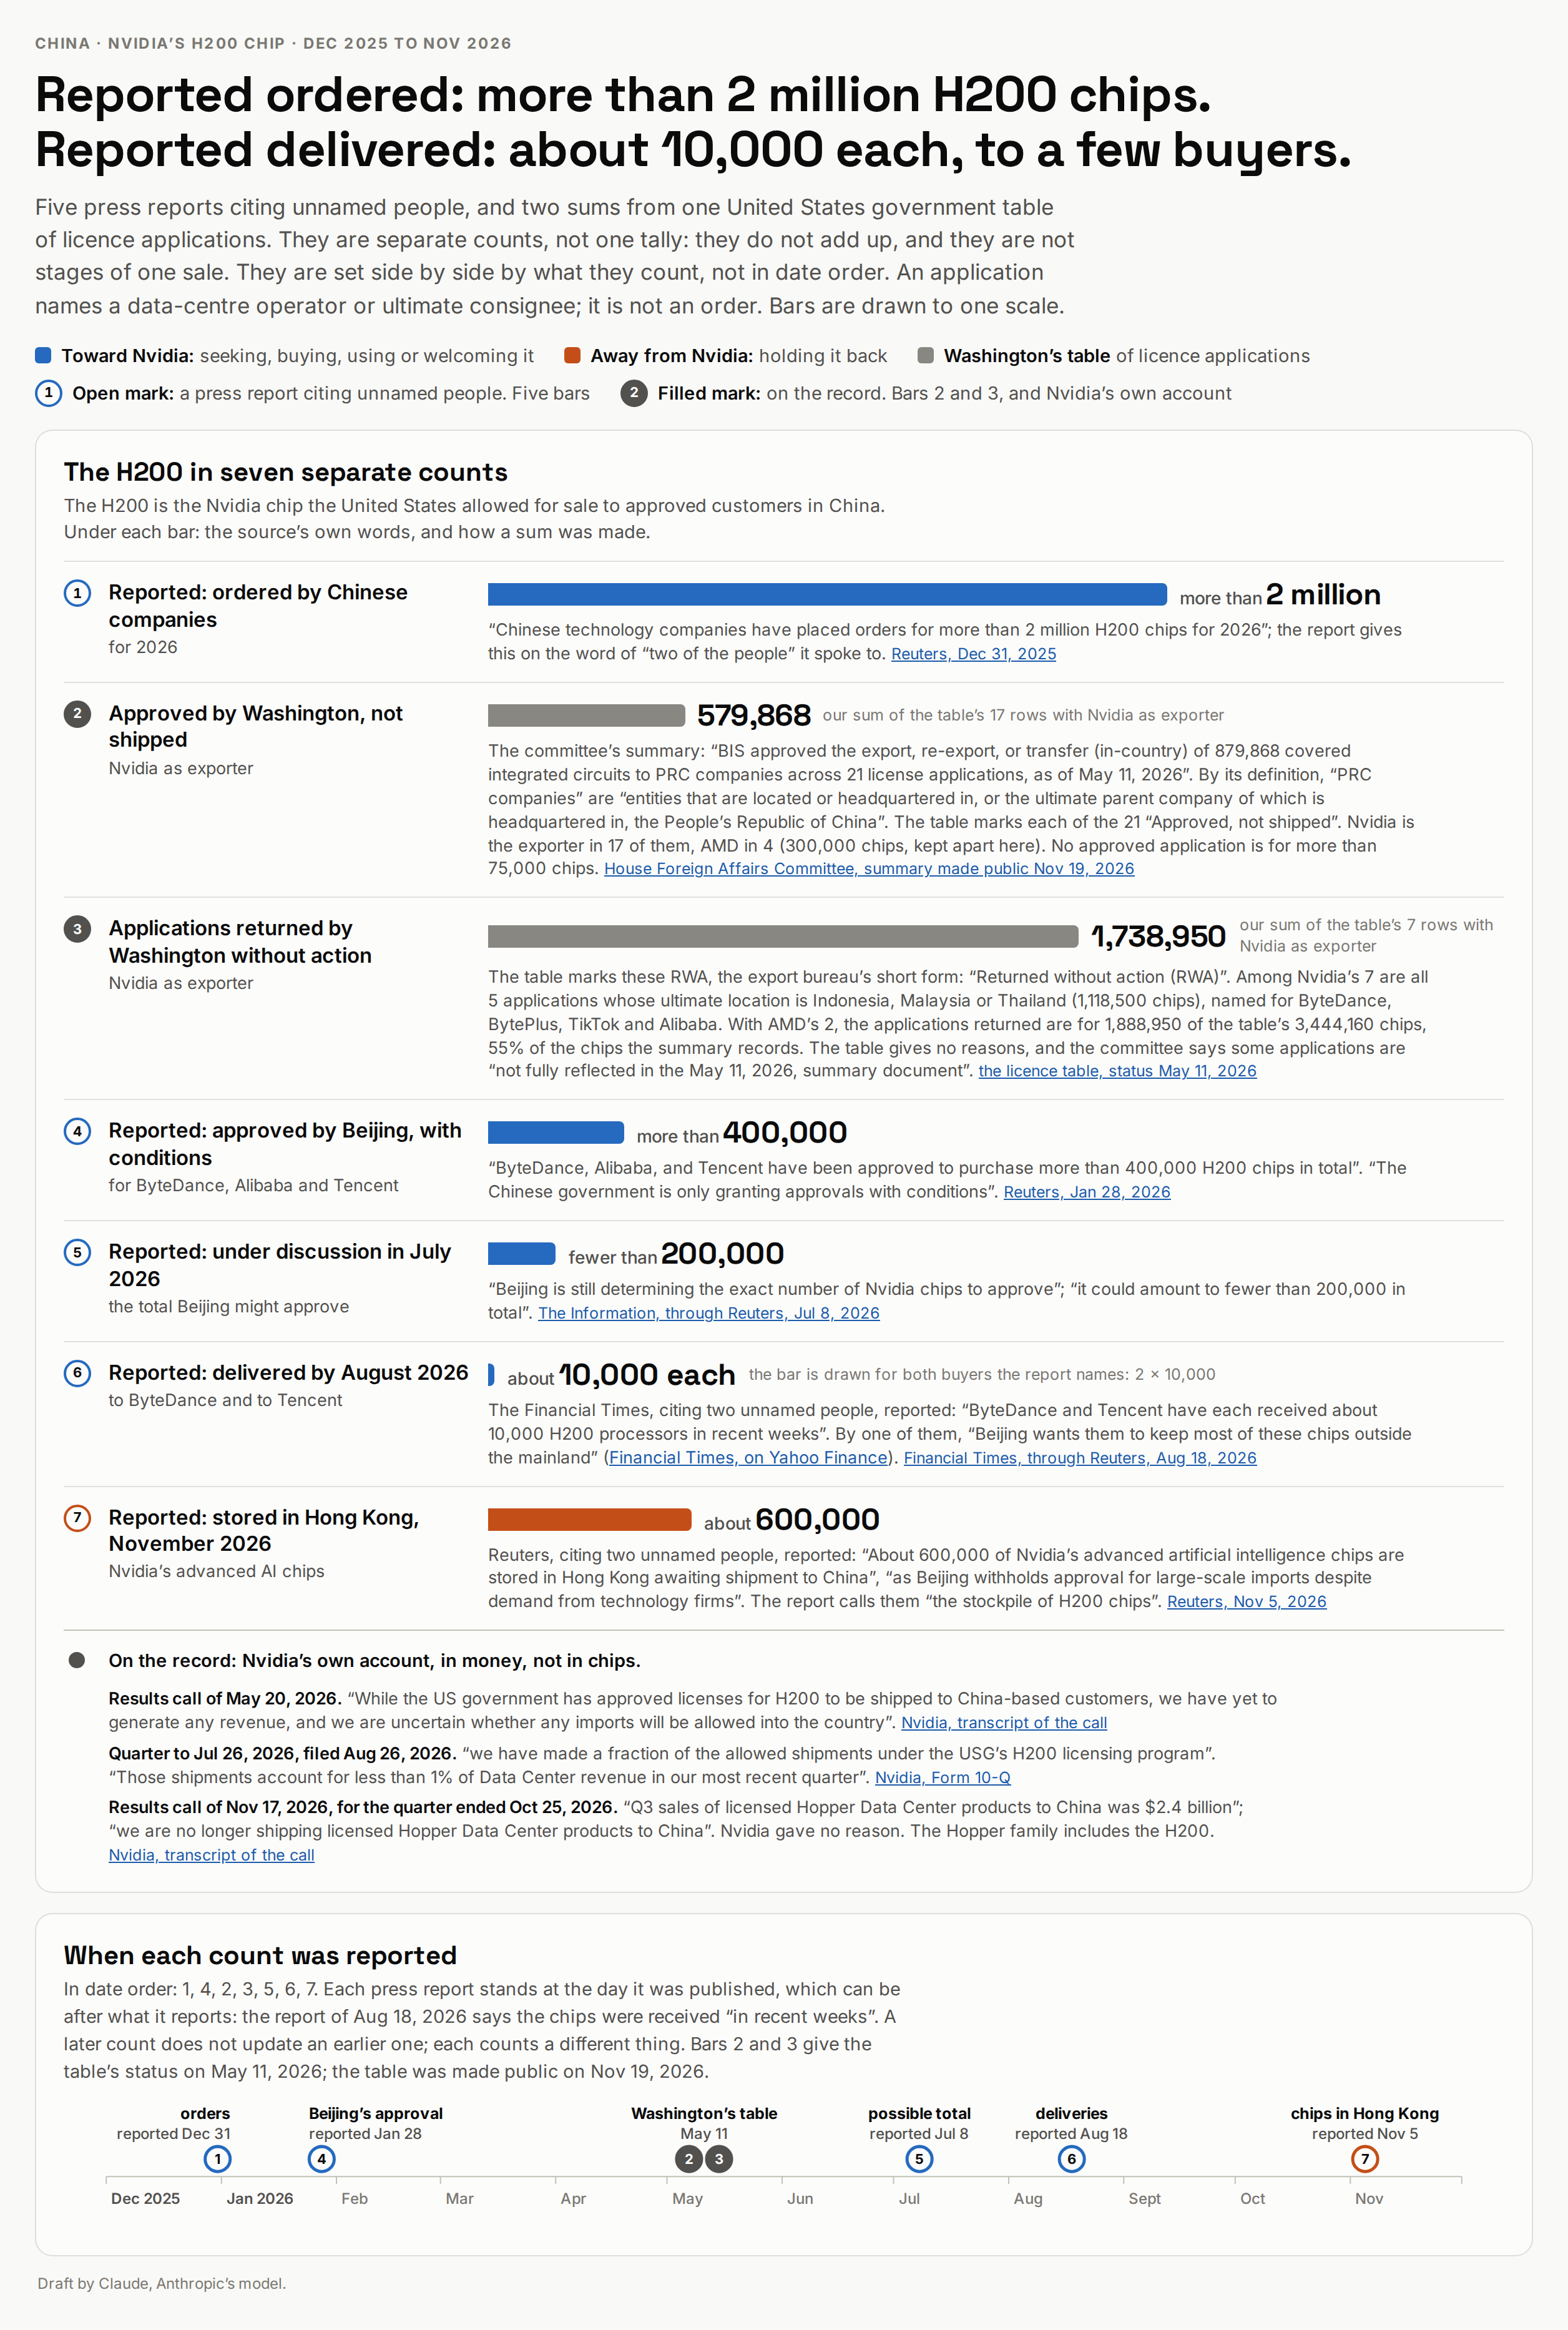 CHINA · NVIDIA’S H200 CHIP · DEC 2025 TO NOV 2026
Reported ordered: more than 2 million H200 chips.
Reported delivered: about 10,000 each, to a few buyers.
Five press reports citing unnamed people, and two sums from one United States government table
of licence applications. They are separate counts, not one tally: they do not add up, and they are not
stages of one sale. They are set side by side by what they count, not in date order. An application
names a data-centre operator or ultimate consignee; it is not an order. Bars are drawn to one scale.
Toward Nvidia: seeking, buying, using or welcoming it
Away from Nvidia: holding it back
Washington’s table of licence applications
1 Open mark: a press report citing unnamed people. Five bars
2 Filled mark: on the record. Bars 2 and 3, and Nvidia’s own account
The H200 in seven separate counts
The H200 is the Nvidia chip the United States allowed for sale to approved customers in China.
Under each bar: the source’s own words, and how a sum was made.
1 Reported: ordered by Chinese
companies
for 2026
more than 2 million
“Chinese technology companies have placed orders for more than 2 million H200 chips for 2026”; the report gives
this on the word of “two of the people” it spoke to. Reuters, Dec 31, 2025
2 Approved by Washington, not
shipped
Nvidia as exporter
579,868 our sum of the table’s 17 rows with Nvidia as exporter
The committee’s summary: “BIS approved the export, re-export, or transfer (in-country) of 879,868 covered
integrated circuits to PRC companies across 21 license applications, as of May 11, 2026”. By its definition, “PRC
companies” are “entities that are located or headquartered in, or the ultimate parent company of which is
headquartered in, the People’s Republic of China”. The table marks each of the 21 “Approved, not shipped”. Nvidia is
the exporter in 17 of them, AMD in 4 (300,000 chips, kept apart here). No approved application is for more than
75,000 chips. House Foreign Affairs Committee, summary made public Nov 19, 2026
3 Applications returned by
Washington without action
Nvidia as exporter
1,738,950 our sum of the table’s 7 rows with
Nvidia as exporter
The table marks these RWA, the export bureau’s short form: “Returned without action (RWA)”. Among Nvidia’s 7 are all
5 applications whose ultimate location is Indonesia, Malaysia or Thailand (1,118,500 chips), named for ByteDance,
BytePlus, TikTok and Alibaba. With AMD’s 2, the applications returned are for 1,888,950 of the table’s 3,444,160 chips,
55% of the chips the summary records. The table gives no reasons, and the committee says some applications are
“not fully reflected in the May 11, 2026, summary document”. the licence table, status May 11, 2026
4 Reported: approved by Beijing, with
conditions
for ByteDance, Alibaba and Tencent
more than 400,000
“ByteDance, Alibaba, and Tencent have been approved to purchase more than 400,000 H200 chips in total”. “The
Chinese government is only granting approvals with conditions”. Reuters, Jan 28, 2026
5 Reported: under discussion in July
2026
the total Beijing might approve
fewer than 200,000
“Beijing is still determining the exact number of Nvidia chips to approve”; “it could amount to fewer than 200,000 in
total”. The Information, through Reuters, Jul 8, 2026
6 Reported: delivered by August 2026
to ByteDance and to Tencent
about 10,000 each the bar is drawn for both buyers the report names: 2 × 10,000
The Financial Times, citing two unnamed people, reported: “ByteDance and Tencent have each received about
10,000 H200 processors in recent weeks”. By one of them, “Beijing wants them to keep most of these chips outside
the mainland” (Financial Times, on Yahoo Finance). Financial Times, through Reuters, Aug 18, 2026
7 Reported: stored in Hong Kong,
November 2026
Nvidia’s advanced AI chips
about 600,000
Reuters, citing two unnamed people, reported: “About 600,000 of Nvidia’s advanced artificial intelligence chips are
stored in Hong Kong awaiting shipment to China”, “as Beijing withholds approval for large-scale imports despite
demand from technology firms”. The report calls them “the stockpile of H200 chips”. Reuters, Nov 5, 2026
On the record: Nvidia’s own account, in money, not in chips.
Results call of May 20, 2026. “While the US government has approved licenses for H200 to be shipped to China-based customers, we have yet to
generate any revenue, and we are uncertain whether any imports will be allowed into the country”. Nvidia, transcript of the call
Quarter to Jul 26, 2026, filed Aug 26, 2026. “we have made a fraction of the allowed shipments under the USG’s H200 licensing program”.
“Those shipments account for less than 1% of Data Center revenue in our most recent quarter”. Nvidia, Form 10-Q
Results call of Nov 17, 2026, for the quarter ended Oct 25, 2026. “Q3 sales of licensed Hopper Data Center products to China was $2.4 billion”;
“we are no longer shipping licensed Hopper Data Center products to China”. Nvidia gave no reason. The Hopper family includes the H200.
Nvidia, transcript of the call
When each count was reported
In date order: 1, 4, 2, 3, 5, 6, 7. Each press report stands at the day it was published, which can be
after what it reports: the report of Aug 18, 2026 says the chips were received “in recent weeks”. A
later count does not update an earlier one; each counts a different thing. Bars 2 and 3 give the
table’s status on May 11, 2026; the table was made public on Nov 19, 2026.
orders Beijing’s approval Washington’s table possible total deliveries chips in Hong Kong
reported Dec 31 reported Jan 28 May 11 reported Jul 8 reported Aug 18 reported Nov 5
1 4 2 3 5 6 7
Dec 2025 Jan 2026 Feb Mar Apr May Jun Jul Aug Sept Oct Nov
Draft by Claude, Anthropic’s model.